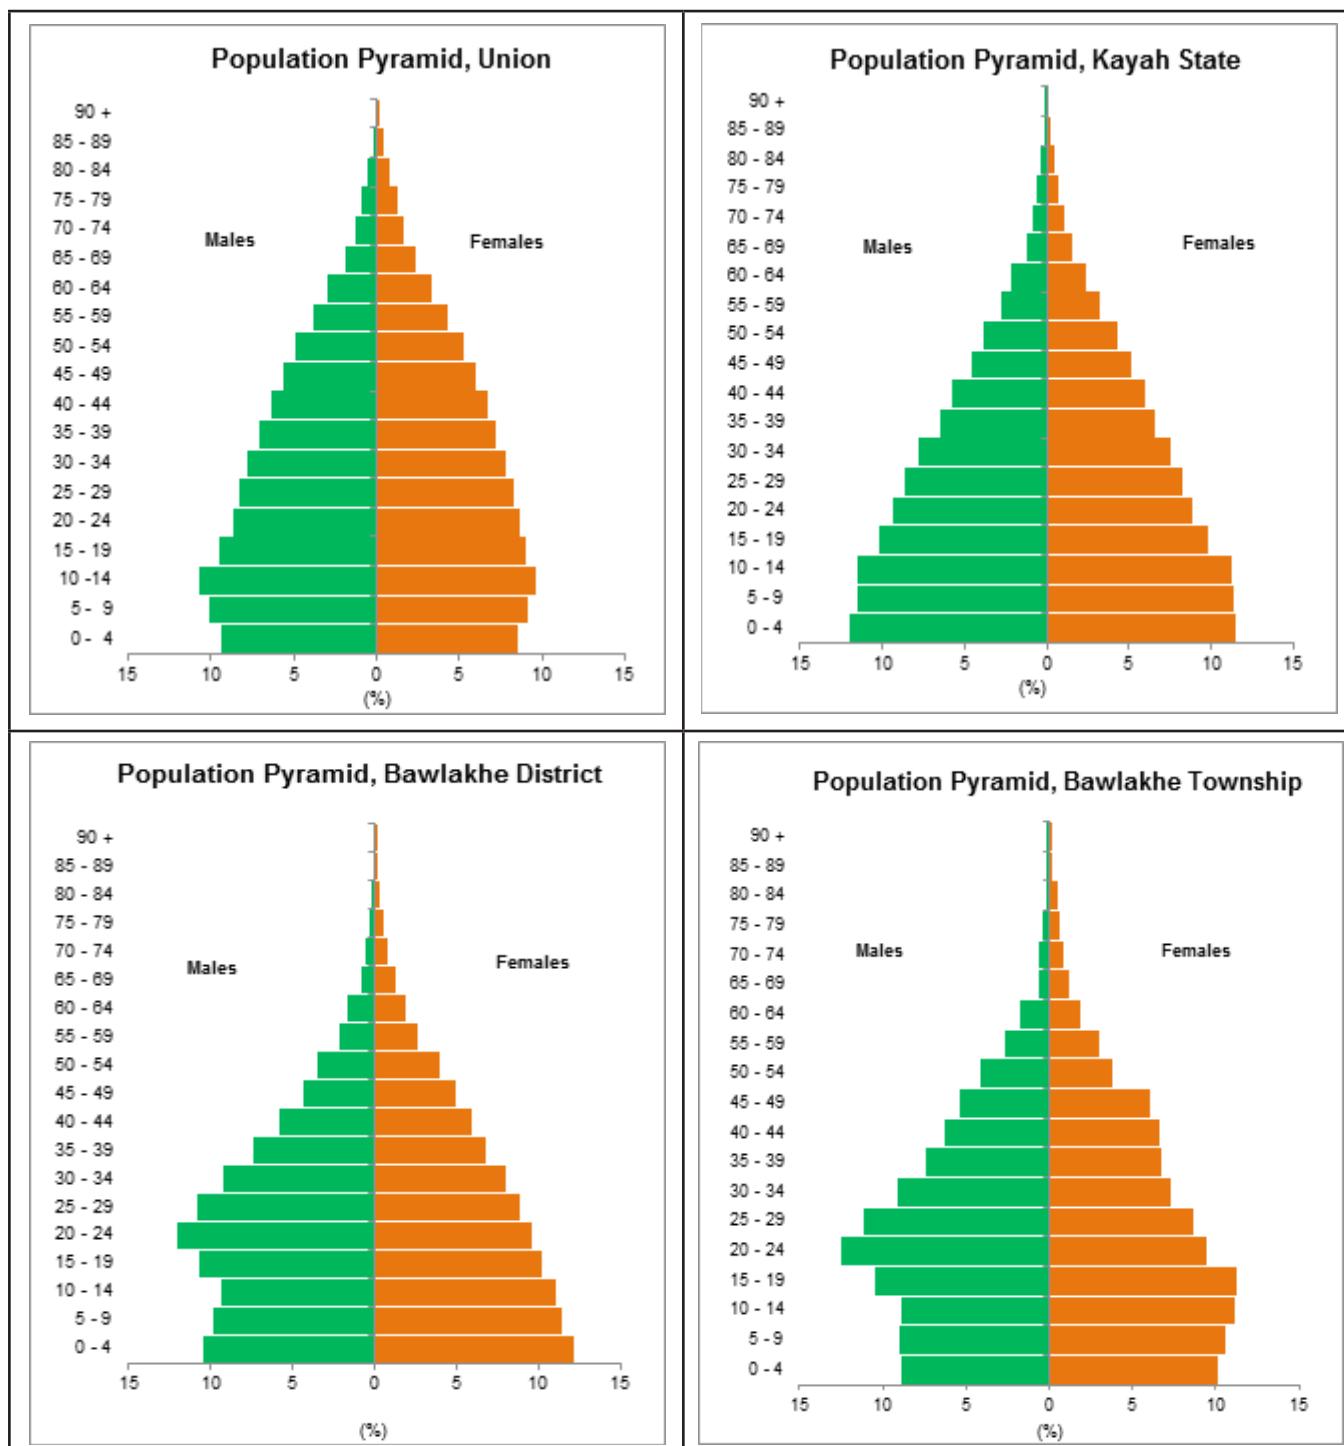 Population Pyramid, Union
90 +
85 - 89
80 - 84
75 - 79
70 - 74
65 - 69
60 - 64
55 - 59
50 - 54
45 - 49
40 - 44
35 - 39
30 - 34
25 - 29
20 - 24
15 - 19
10 -14
5 - 9
0 - 4
Males
Females
15 10 5 0 5 10 15
(%)
Population Pyramid, Kayah State
90 +
85 - 89
80 - 84
75 - 79
70 - 74
65 - 69
60 - 64
55 - 59
50 - 54
45 - 49
40 - 44
35 - 39
30 - 34
25 - 29
20 - 24
15 - 19
10 - 14
5 - 9
0 - 4
Males
Females
15 10 5 0 5 10 15
(%)
Population Pyramid, Bawlakhe District
90 +
85 - 89
80 - 84
75 - 79
70 - 74
65 - 69
60 - 64
55 - 59
50 - 54
45 - 49
40 - 44
35 - 39
30 - 34
25 - 29
20 - 24
15 - 19
10 - 14
5 - 9
0 - 4
Males
Females
15 10 5 0 5 10 15
(%)
Population Pyramid, Bawlakhe Township
90 +
85 - 89
80 - 84
75 - 79
70 - 74
65 - 69
60 - 64
55 - 59
50 - 54
45 - 49
40 - 44
35 - 39
30 - 34
25 - 29
20 - 24
15 - 19
10 - 14
5 - 9
0 - 4
Males
Females
15 10 5 0 5 10 15
(%)